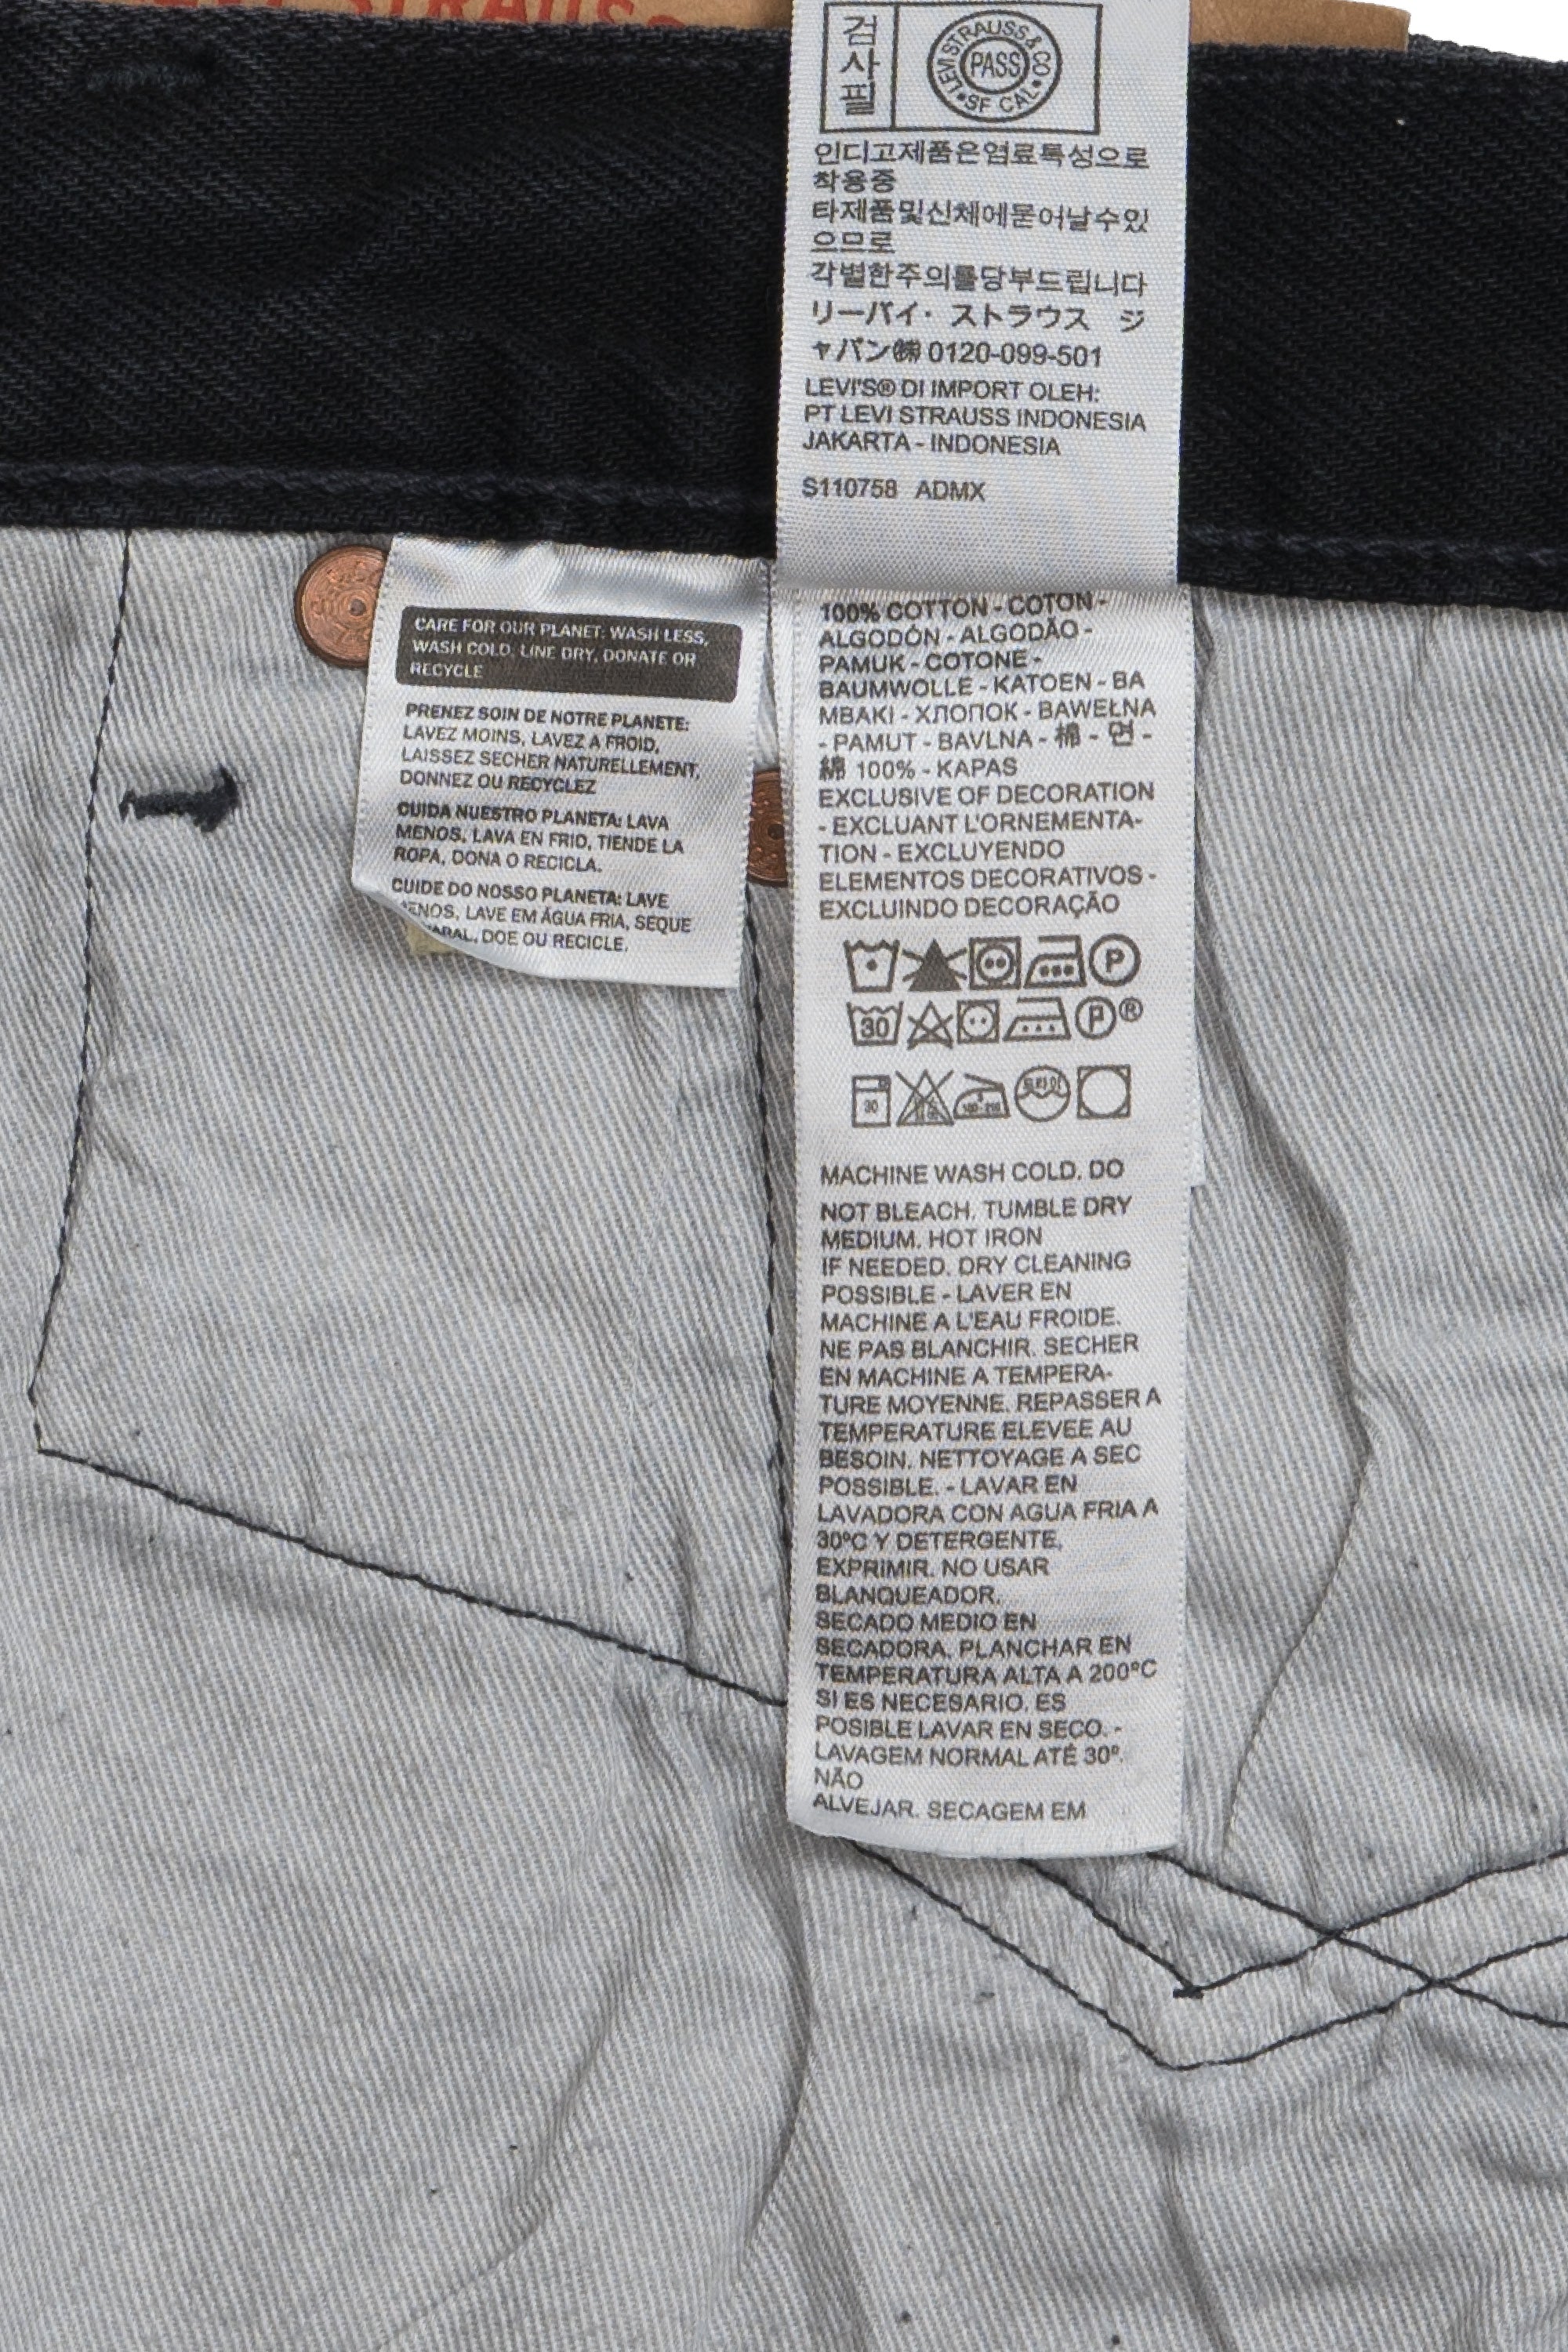 STRAUSS
검사필
LEVI STRAUSS & CO
PASS
SF CAL
인디고제품은염료특성으로
착용중
타제품및신체에묻어날수있
으므로
각별한주의를당부드립니다
リーバイ・ストラウス ジ
ャパン㈱ 0120-099-501
LEVI'S® DI IMPORT OLEH:
PT LEVI STRAUSS INDONESIA
JAKARTA - INDONESIA
S110758 ADMX
CARE FOR OUR PLANET: WASH LESS,
WASH COLD, LINE DRY, DONATE OR
RECYCLE
PRENEZ SOIN DE NOTRE PLANETE:
LAVEZ MOINS, LAVEZ A FROID,
LAISSEZ SECHER NATURELLEMENT,
DONNEZ OU RECYCLEZ
CUIDA NUESTRO PLANETA: LAVA
MENOS, LAVA EN FRIO, TIENDE LA
ROPA, DONA O RECICLA.
CUIDE DO NOSSO PLANETA: LAVE
MENOS, LAVE EM ÁGUA FRIA, SEQUE
DOE OU RECICLE.
100% COTTON - COTON -
ALGODÓN - ALGODÃO -
PAMUK - COTONE -
BAUMWOLLE - KATOEN - BA
MBAKI - ХЛОПОК - BAWEŁNA
- PAMUT - BAVLNA - 棉 - 면 -
綿 100% - KAPAS
EXCLUSIVE OF DECORATION
- EXCLUANT L'ORNEMENTA-
TION - EXCLUYENDO
ELEMENTOS DECORATIVOS -
EXCLUINDO DECORAÇÃO
P
30 P ®
30 드라이
MACHINE WASH COLD. DO
NOT BLEACH. TUMBLE DRY
MEDIUM. HOT IRON
IF NEEDED. DRY CLEANING
POSSIBLE - LAVER EN
MACHINE A L'EAU FROIDE.
NE PAS BLANCHIR. SECHER
EN MACHINE A TEMPERA-
TURE MOYENNE. REPASSER A
TEMPERATURE ELEVEE AU
BESOIN. NETTOYAGE A SEC
POSSIBLE. - LAVAR EN
LAVADORA CON AGUA FRIA A
30ºC Y DETERGENTE,
EXPRIMIR. NO USAR
BLANQUEADOR.
SECADO MEDIO EN
SECADORA. PLANCHAR EN
TEMPERATURA ALTA A 200ºC
SI ES NECESARIO. ES
POSIBLE LAVAR EN SECO. -
LAVAGEM NORMAL ATÉ 30º.
NÃO
ALVEJAR. SECAGEM EM